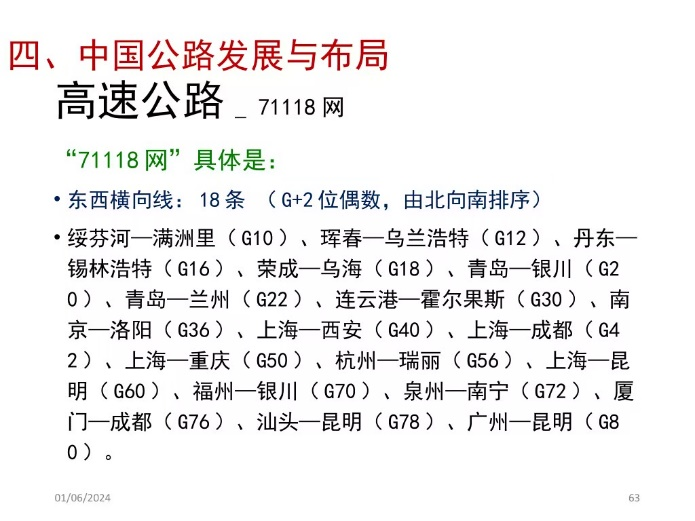 四、中国公路发展与布局
高速公路 _ 71118 网
“71118 网”具体是：
• 东西横向线：18 条 （G+2 位偶数，由北向南排序）
• 绥芬河—满洲里（G10）、珲春—乌兰浩特（G12）、丹东—
锡林浩特（G16）、荣成—乌海（G18）、青岛—银川（G2
0）、青岛—兰州（G22）、连云港—霍尔果斯（G30）、南
京—洛阳（G36）、上海—西安（G40）、上海—成都（G4
2）、上海—重庆（G50）、杭州—瑞丽（G56）、上海—昆
明（G60）、福州—银川（G70）、泉州—南宁（G72）、厦
门—成都（G76）、汕头—昆明（G78）、广州—昆明（G8
0）。
01/06/2024 63